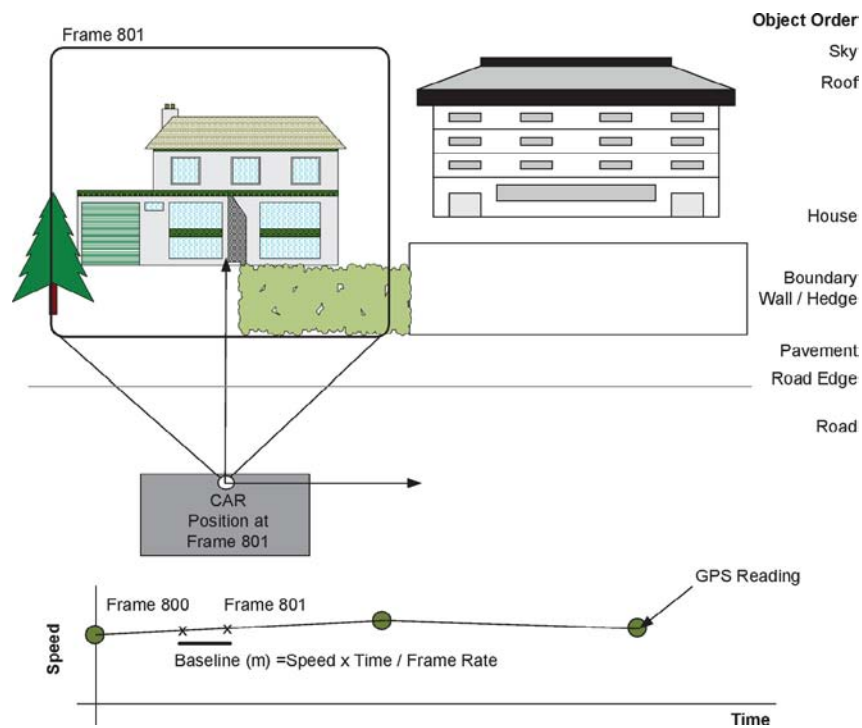 Frame 801
Object Order
Sky
Roof
House
Boundary
Wall / Hedge
Pavement
Road Edge
Road
CAR
Position at
Frame 801
GPS Reading
Frame 800
Frame 801
Baseline (m) =Speed x Time / Frame Rate
Speed
Time